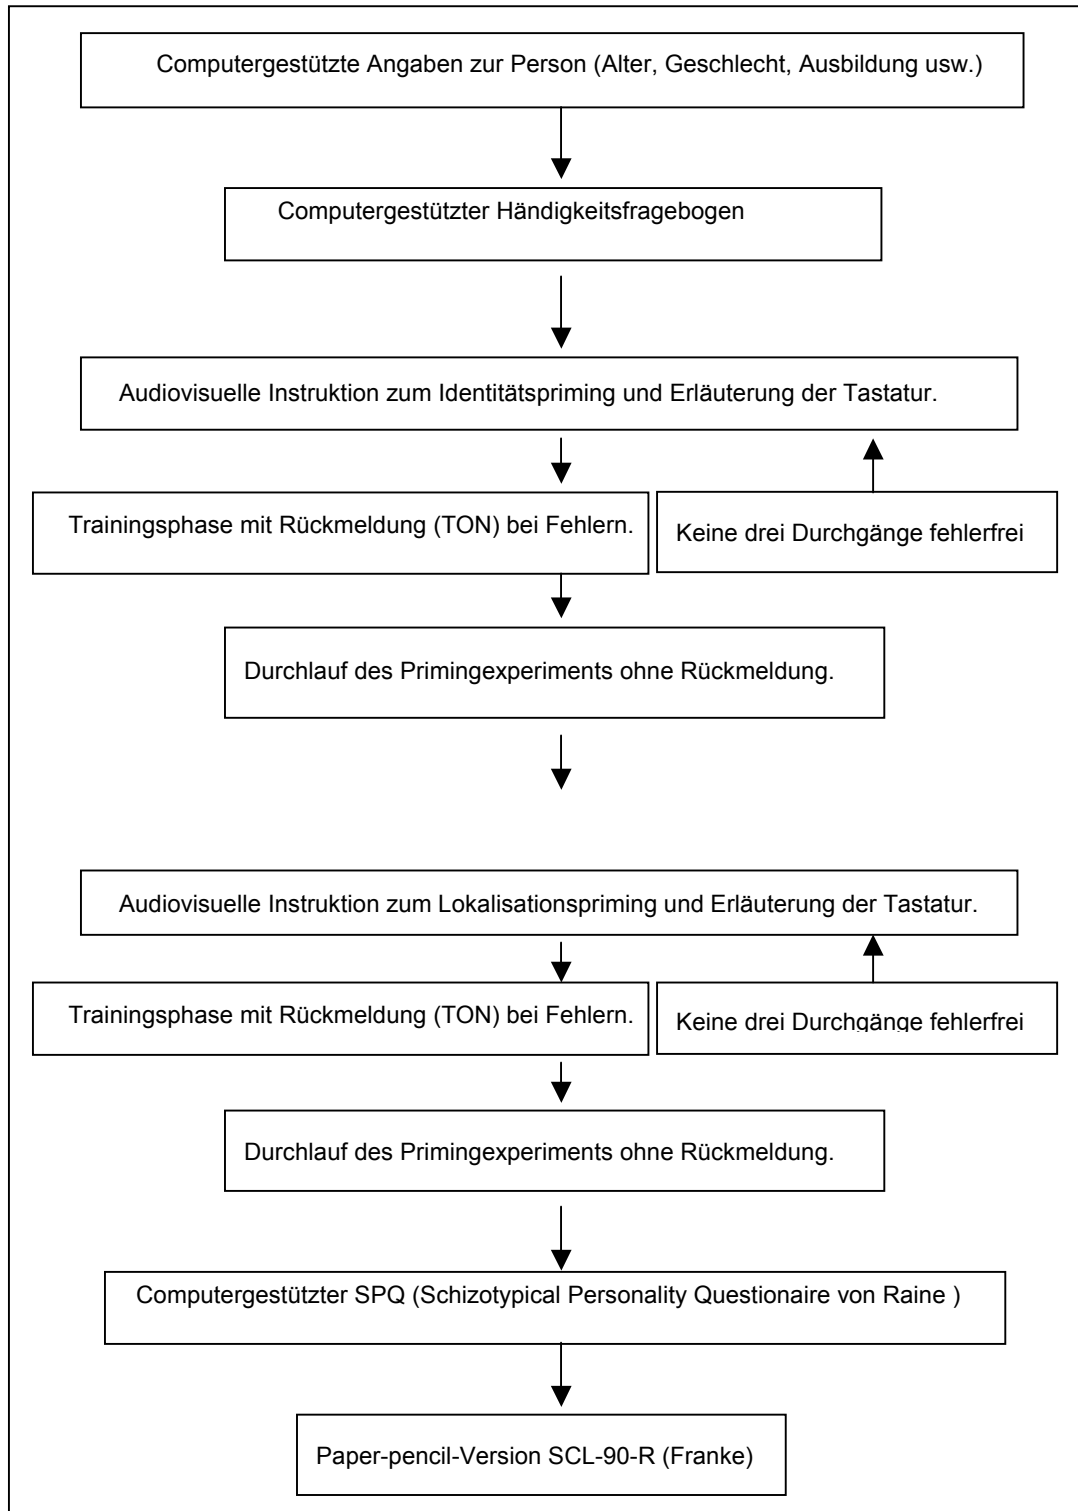 Computergestützte Angaben zur Person (Alter, Geschlecht, Ausbildung usw.)
Computergestützter Händigkeitsfragebogen
Audiovisuelle Instruktion zum Identitätspriming und Erläuterung der Tastatur.
Trainingsphase mit Rückmeldung (TON) bei Fehlern.
Keine drei Durchgänge fehlerfrei
Durchlauf des Primingexperiments ohne Rückmeldung.
Audiovisuelle Instruktion zum Lokalisationspriming und Erläuterung der Tastatur.
Trainingsphase mit Rückmeldung (TON) bei Fehlern.
Keine drei Durchgänge fehlerfrei
Durchlauf des Primingexperiments ohne Rückmeldung.
Computergestützter SPQ (Schizotypical Personality Questionaire von Raine )
Paper-pencil-Version SCL-90-R (Franke)